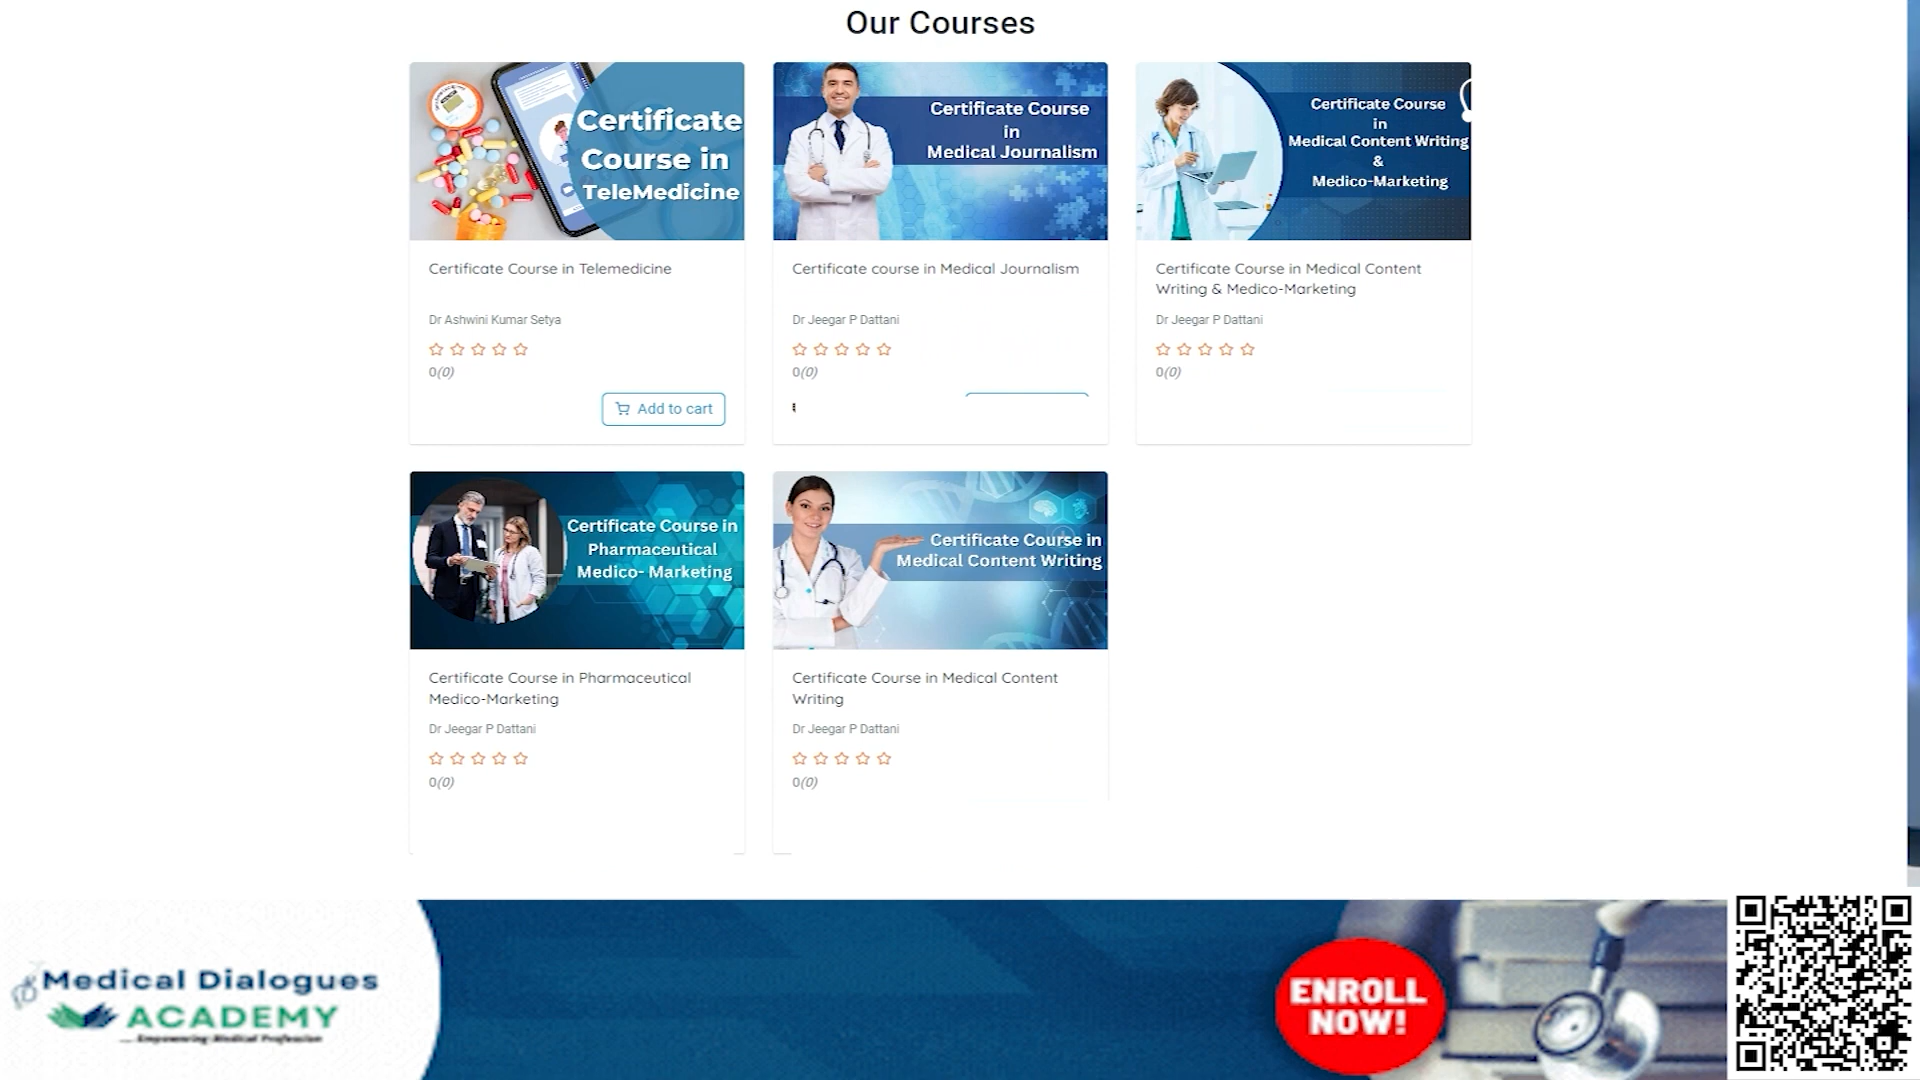 Our Courses
Certificate
Course in
TeleMedicine
Certificate Course in Telemedicine
Dr Ashwini Kumar Setya
0(0)
Add to cart
Certificate Course
in
Medical Journalism
Certificate course in Medical Journalism
Dr Jeegar P Dattani
0(0)
Certificate Course
in
Medical Content Writing
&
Medico-Marketing
Certificate Course in Medical Content
Writing & Medico-Marketing
Dr Jeegar P Dattani
0(0)
Certificate Course in
Pharmaceutical
Medico- Marketing
Certificate Course in Pharmaceutical
Medico-Marketing
Dr Jeegar P Dattani
0(0)
Certificate Course in
Medical Content Writing
Certificate Course in Medical Content
Writing
Dr Jeegar P Dattani
0(0)
Medical Dialogues
ACADEMY
.... Empowering Medical Profession
ENROLL
NOW!